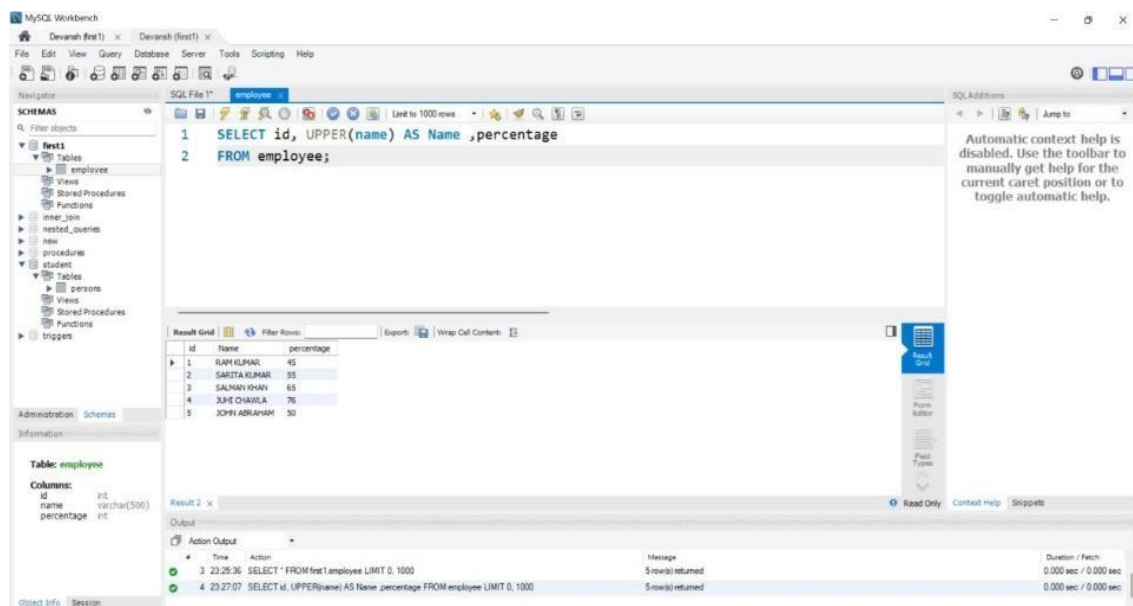 MySQL Workbench
Devansh (first1) × Devansh (first1) ×
File Edit View Query Database Server Tools Scripting Help
Navigator
SCHEMAS
Filter objects
first1
Tables
employee
Views
Stored Procedures
Functions
inner_join
nested_queries
new
procedures
student
Tables
persons
Views
Stored Procedures
Functions
triggers
Administration Schemas
Information
Table: employee
Columns:
id int
name varchar(500)
percentage int
Object Info Session
SQL File 1* employee ×
Limit to 1000 rows
1 SELECT id, UPPER(name) AS Name ,percentage
2 FROM employee;
Result Grid Filter Rows: Export: Wrap Cell Content:
id Name percentage
1 RAM KUMAR 45
2 SARITA KUMAR 55
3 SALMAN KHAN 65
4 JUHI CHAWLA 76
5 JOHN ABRAHAM 50
Result Grid
Form Editor
Field Types
Result 2 ×
Read Only
Output
Action Output
# Time Action Message Duration / Fetch
3 23:25:36 SELECT * FROM first1.employee LIMIT 0, 1000 5 row(s) returned 0.000 sec / 0.000 sec
4 23:27:07 SELECT id, UPPER(name) AS Name ,percentage FROM employee LIMIT 0, 1000 5 row(s) returned 0.000 sec / 0.000 sec
SQLAdditions
Jump to
Automatic context help is
disabled. Use the toolbar to
manually get help for the
current caret position or to
toggle automatic help.
Context Help Snippets